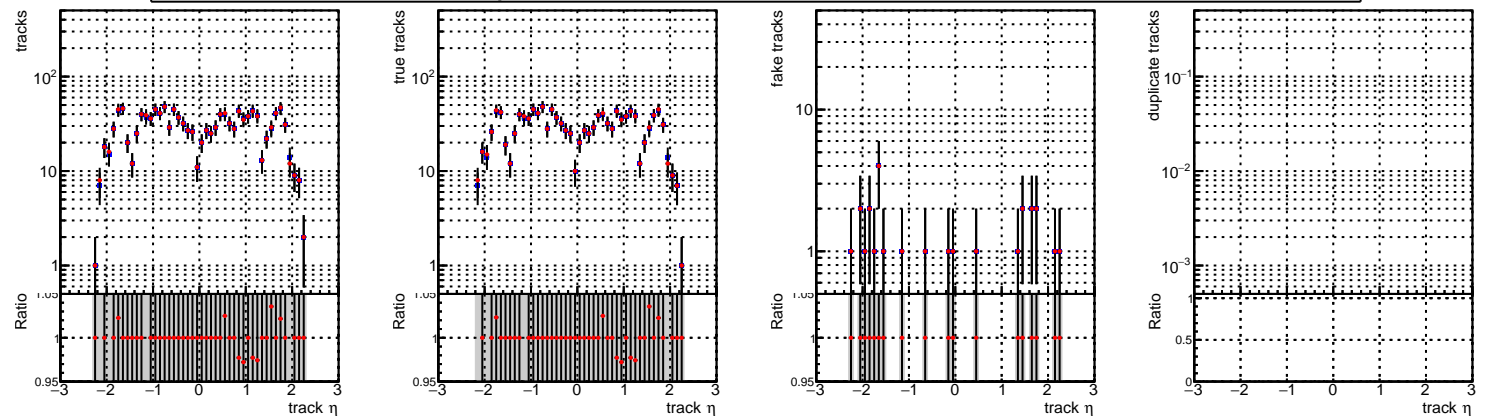 tracks
10²
10
1
1.05
Ratio
1
0.95
−3 −2 −1 0 1 2 3
track η
true tracks
10²
10
1
1.05
Ratio
1
0.95
−3 −2 −1 0 1 2 3
track η
fake tracks
10
1
1.05
Ratio
1
0.95
−3 −2 −1 0 1 2 3
track η
duplicate tracks
10⁻¹
10⁻²
10⁻³
Ratio
1
0.5
0
−3 −2 −1 0 1 2 3
track η